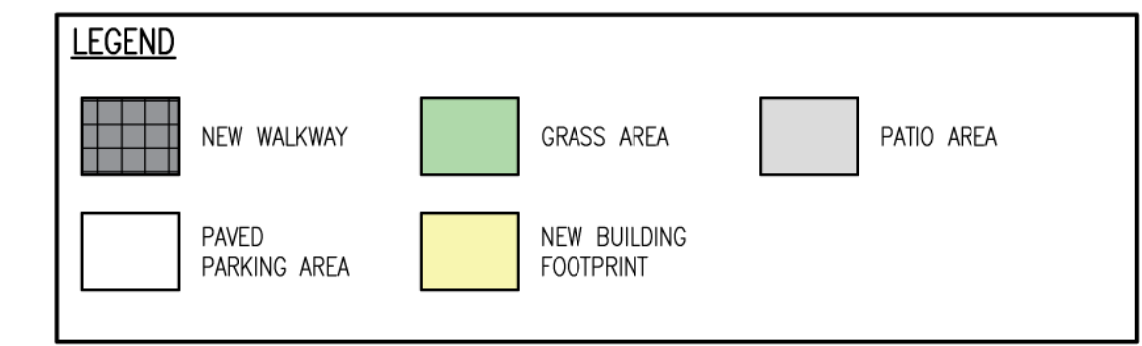 LEGEND
NEW WALKWAY
GRASS AREA
PATIO AREA
PAVED
PARKING AREA
NEW BUILDING
FOOTPRINT